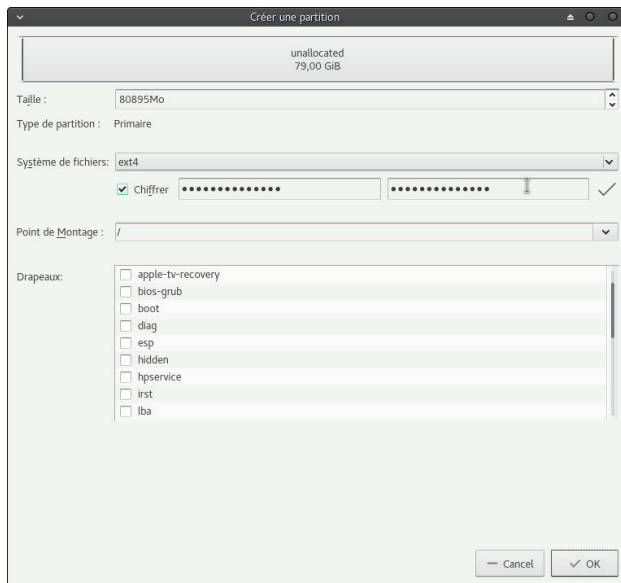 Créer une partition
unallocated
79,00 GiB
Taille : 80895Mo
Type de partition : Primaire
Système de fichiers: ext4
Chiffrer ●●●●●●●●●●●●●● ●●●●●●●●●●●●●●
Point de Montage : /
Drapeaux:
apple-tv-recovery
bios-grub
boot
diag
esp
hidden
hpservice
irst
lba
Cancel
OK